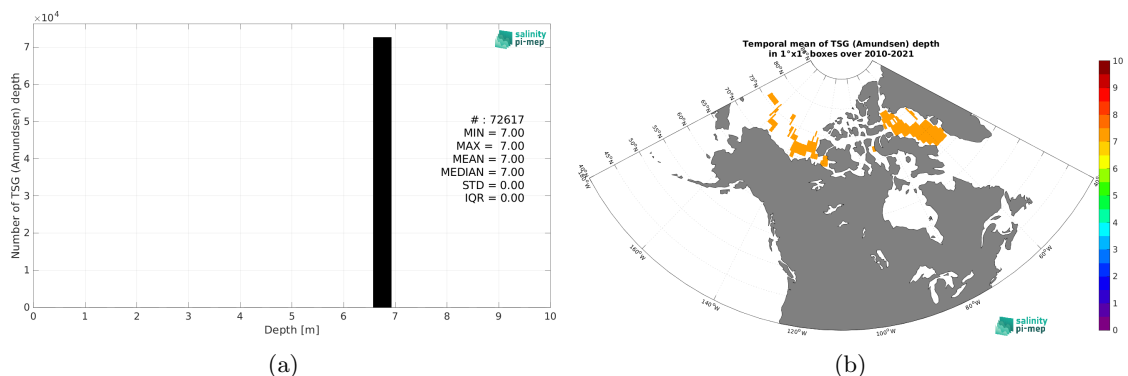 ×10⁴
7
6
5
4
3
2
1
0
Number of TSG (Amundsen) depth
0 1 2 3 4 5 6 7 8 9 10
Depth [m]
salinity
pi-mep
# : 72617
MIN = 7.00
MAX = 7.00
MEAN = 7.00
MEDIAN = 7.00
STD = 0.00
IQR = 0.00
(a)
Temporal mean of TSG (Amundsen) depth
in 1°x1° boxes over 2010-2021
80°N
75°N
70°N
65°N
60°N
55°N
50°N
45°N
40°N
180°W
160°W
140°W
120°W
100°W
80°W
60°W
10
9
8
7
6
5
4
3
2
1
0
salinity
pi-mep
(b)